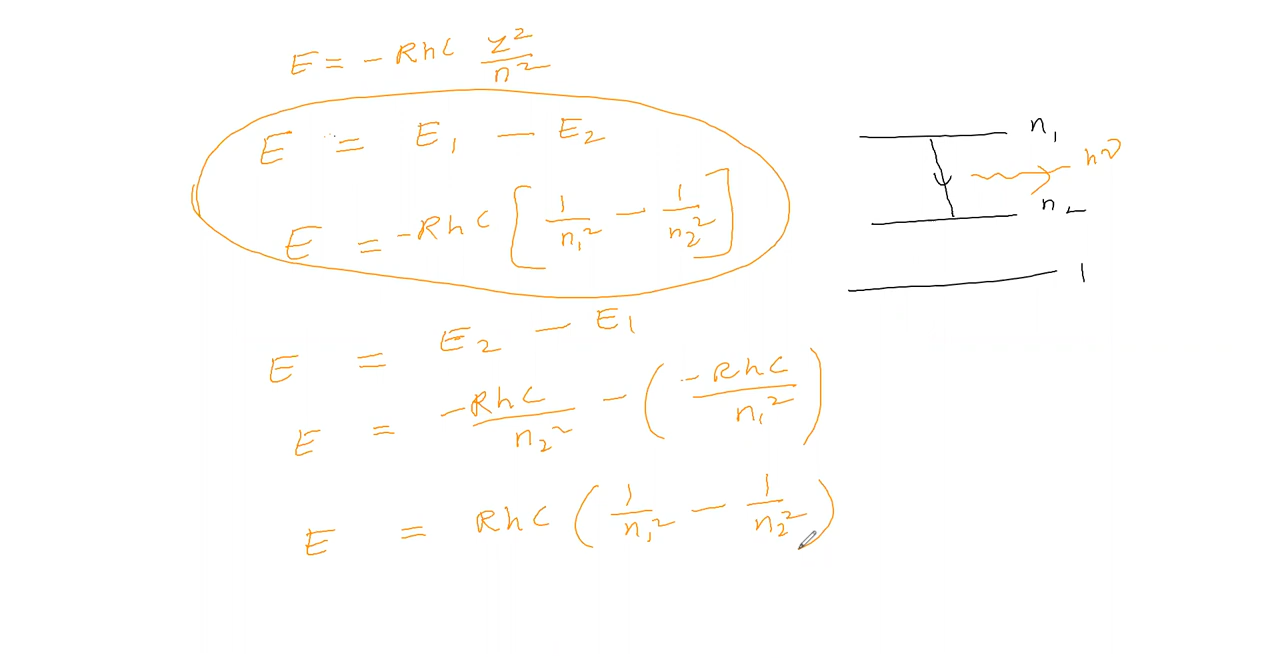 E = - RhC z²/n²
E = E₁ - E₂
E = -RhC [ 1/n₁² - 1/n₂² ]
n₁
hν
n₂
1
E = E₂ - E₁
E = -RhC/n₂² - ( -RhC/n₁² )
E = RhC ( 1/n₁² - 1/n₂² )